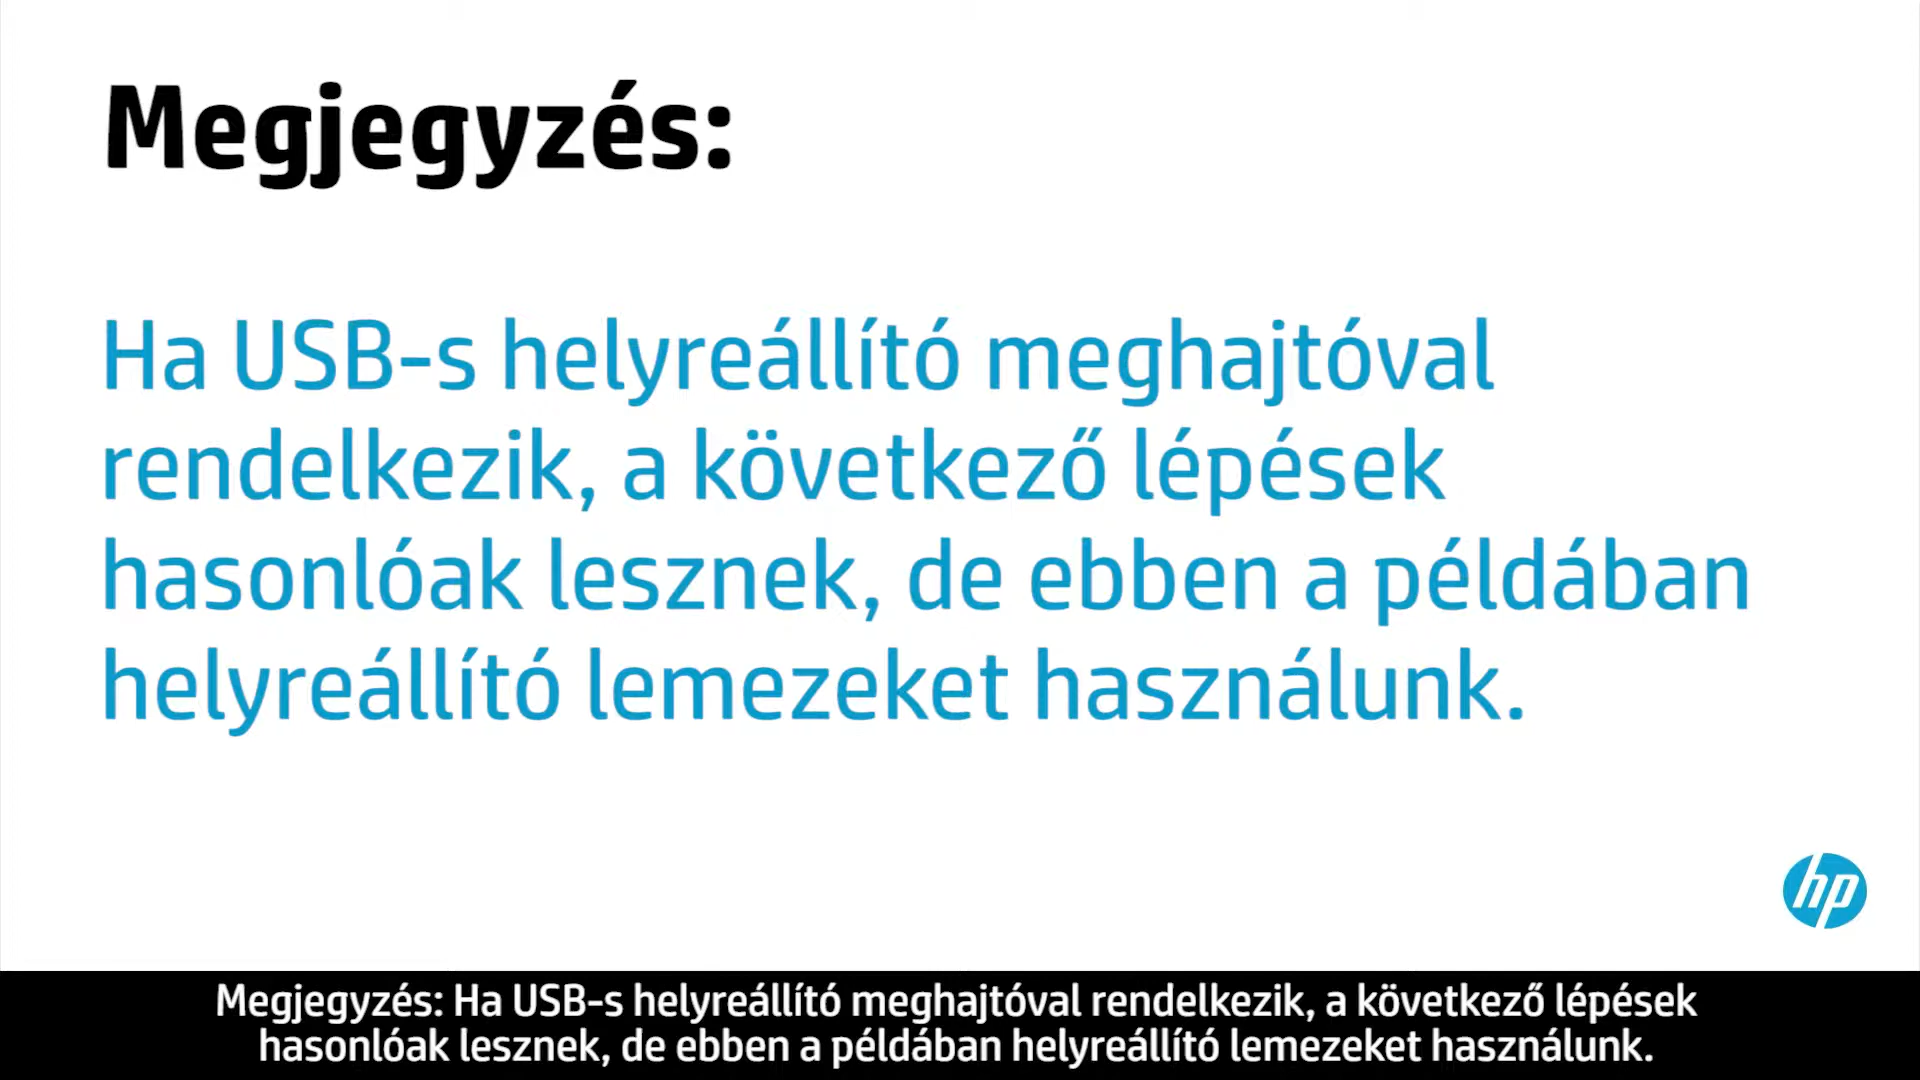 Megjegyzés:
Ha USB-s helyreállító meghajtóval
rendelkezik, a következő lépések
hasonlóak lesznek, de ebben a példában
helyreállító lemezeket használunk.
hp
Megjegyzés: Ha USB-s helyreállító meghajtóval rendelkezik, a következő lépések
hasonlóak lesznek, de ebben a példában helyreállító lemezeket használunk.